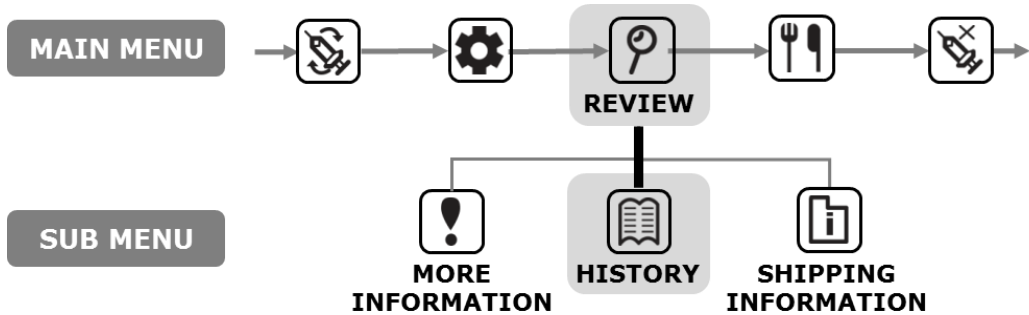 MAIN MENU
REVIEW
SUB MENU
MORE
INFORMATION
HISTORY
SHIPPING
INFORMATION